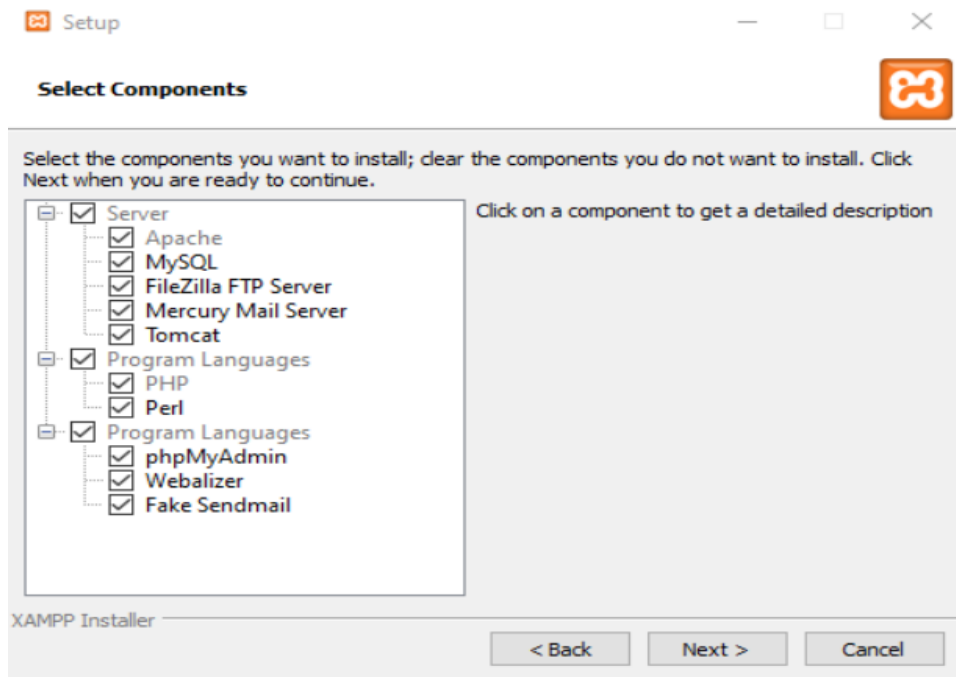 Setup
Select Components
Select the components you want to install; clear the components you do not want to install. Click
Next when you are ready to continue.
Server
Apache
MySQL
FileZilla FTP Server
Mercury Mail Server
Tomcat
Program Languages
PHP
Perl
Program Languages
phpMyAdmin
Webalizer
Fake Sendmail
Click on a component to get a detailed description
XAMPP Installer
< Back
Next >
Cancel